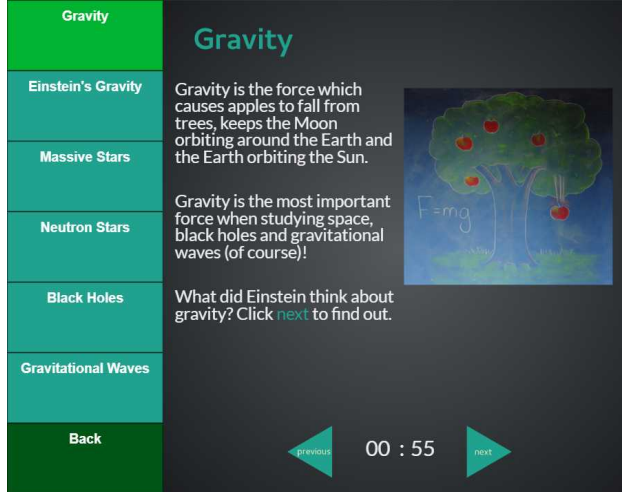 Gravity
Einstein's Gravity
Massive Stars
Neutron Stars
Black Holes
Gravitational Waves
Back
Gravity
Gravity is the force which
causes apples to fall from
trees, keeps the Moon
orbiting around the Earth and
the Earth orbiting the Sun.
Gravity is the most important
force when studying space,
black holes and gravitational
waves (of course)!
What did Einstein think about
gravity? Click next to find out.
F=mg
previous
00 : 55
next